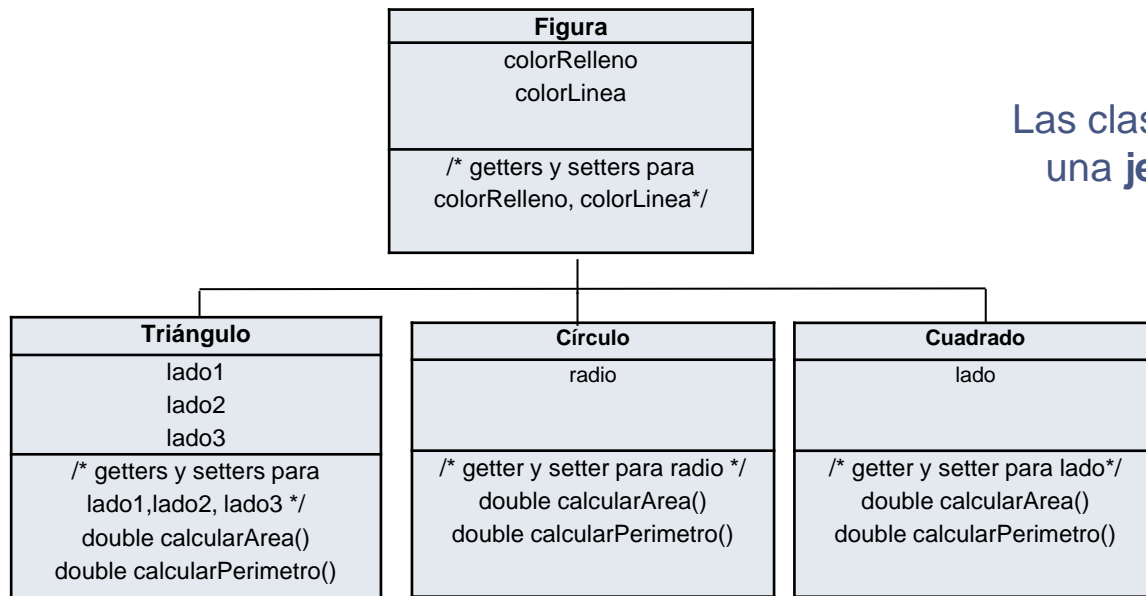 Figura
colorRelleno
colorLinea
/* getters y setters para
colorRelleno, colorLinea*/
Las clas
una je
Triángulo
lado1
lado2
lado3
/* getters y setters para
lado1,lado2, lado3 */
double calcularArea()
double calcularPerimetro()
Círculo
radio
/* getter y setter para radio */
double calcularArea()
double calcularPerimetro()
Cuadrado
lado
/* getter y setter para lado*/
double calcularArea()
double calcularPerimetro()